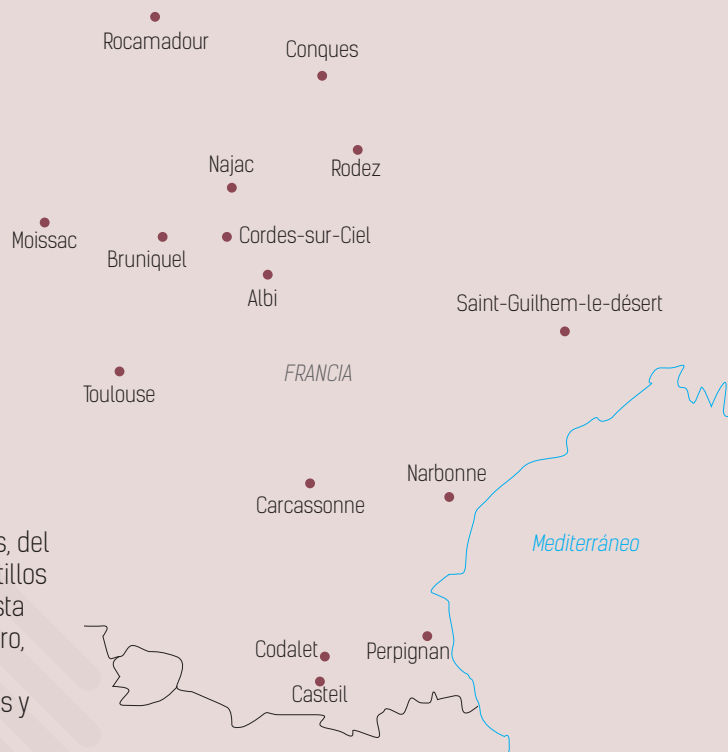 Rocamadour
Conques
Najac
Rodez
Moissac
Bruniquel
Cordes-sur-Ciel
Albi
Saint-Guilhem-le-désert
FRANCIA
Toulouse
Narbonne
Carcassonne
Mediterráneo
del
Codalet
Perpignan
Casteil
y